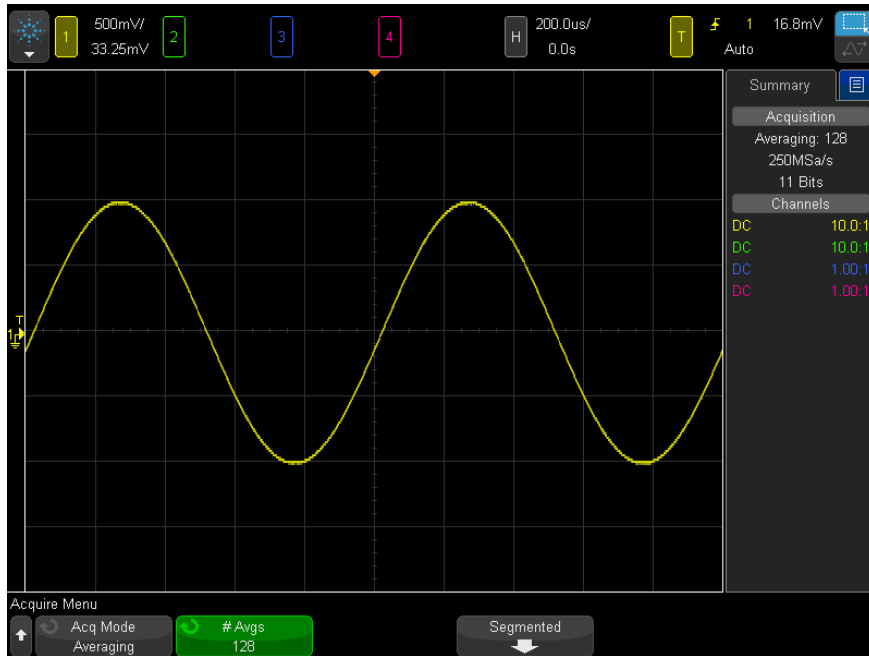 1 500mV/ 33.25mV
2
3
4
H 200.0us/ 0.0s
T 1 16.8mV
Auto
Summary
Acquisition
Averaging: 128
250MSa/s
11 Bits
Channels
DC 10.0:1
DC 10.0:1
DC 1.00:1
DC 1.00:1
T
1
Acquire Menu
Acq Mode
Averaging
# Avgs
128
Segmented